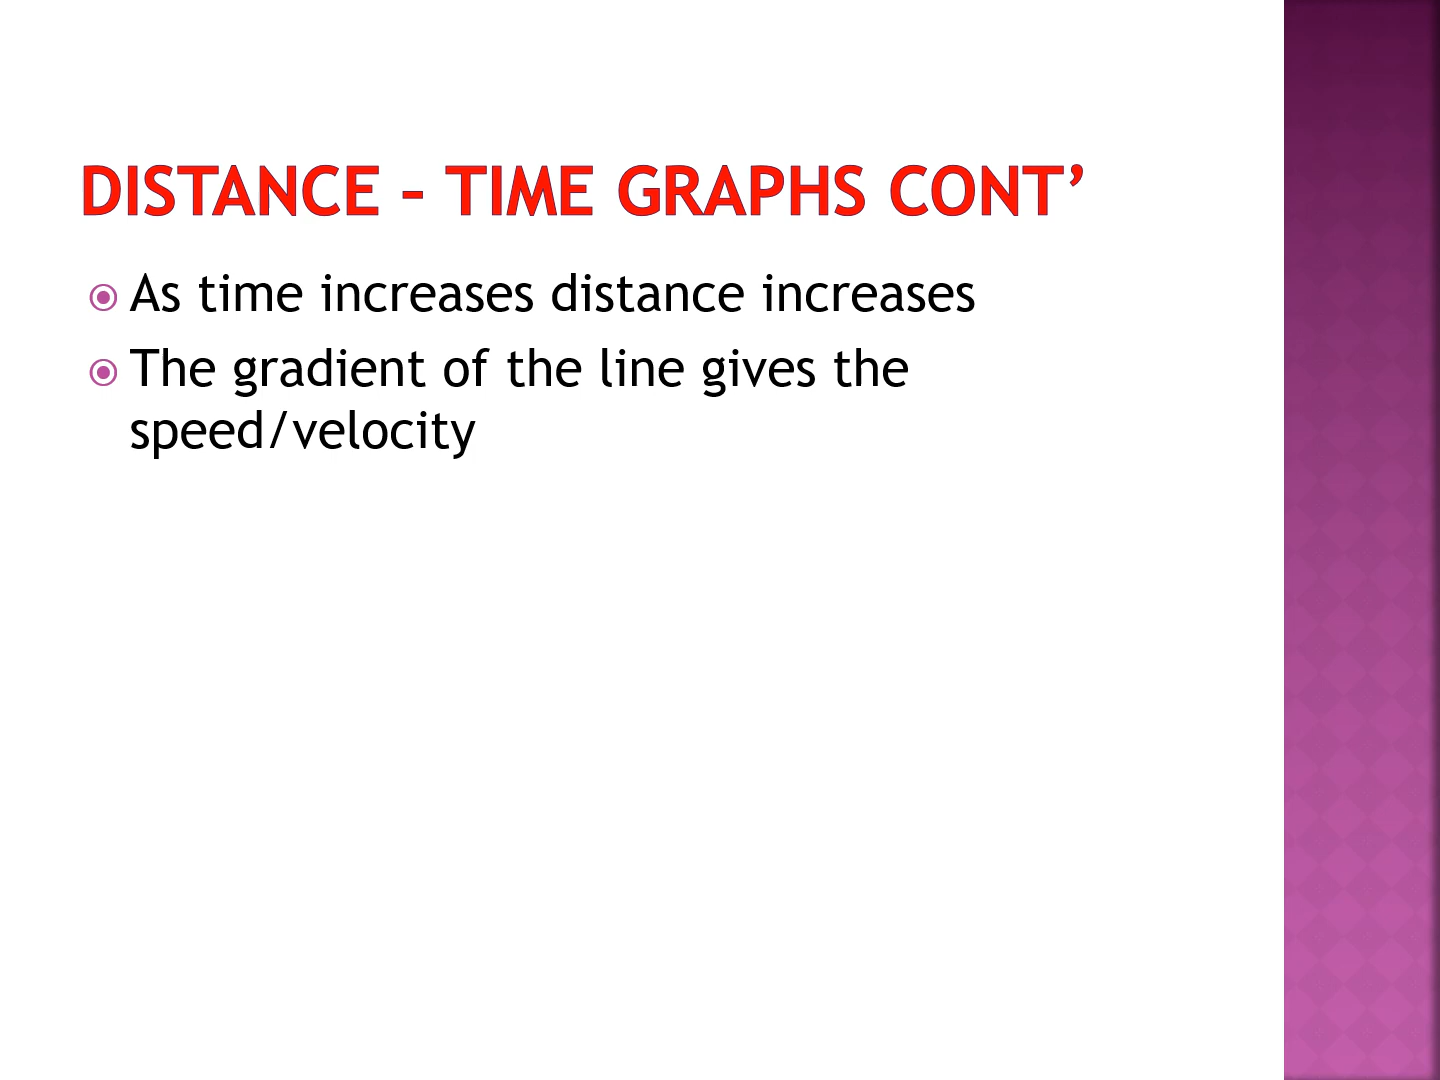 DISTANCE – TIME GRAPHS CONT’
As time increases distance increases
The gradient of the line gives the
speed/velocity